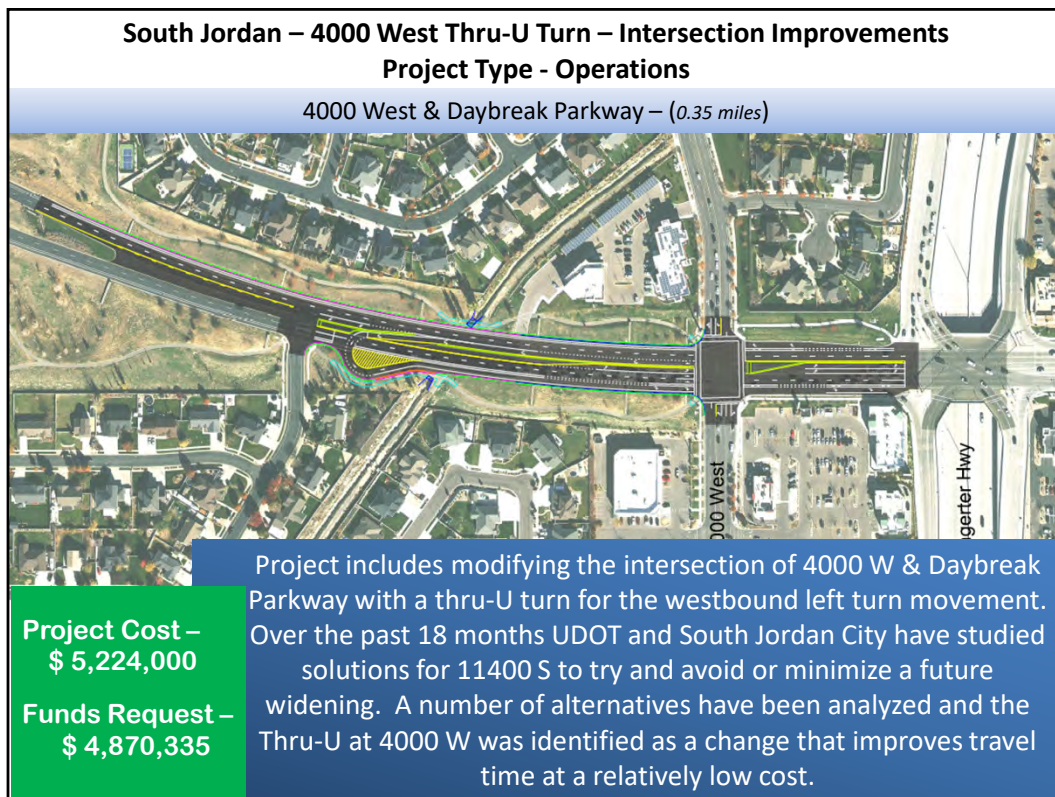 South Jordan – 4000 West Thru-U Turn – Intersection Improvements
Project Type - Operations
4000 West & Daybreak Parkway – (0.35 miles)
000 West
ngerter Hwy
Project includes modifying the intersection of 4000 W & Daybreak
Parkway with a thru-U turn for the westbound left turn movement.
Over the past 18 months UDOT and South Jordan City have studied
solutions for 11400 S to try and avoid or minimize a future
widening.  A number of alternatives have been analyzed and the
Thru-U at 4000 W was identified as a change that improves travel
time at a relatively low cost.
Project Cost –
$ 5,224,000
Funds Request –
$ 4,870,335